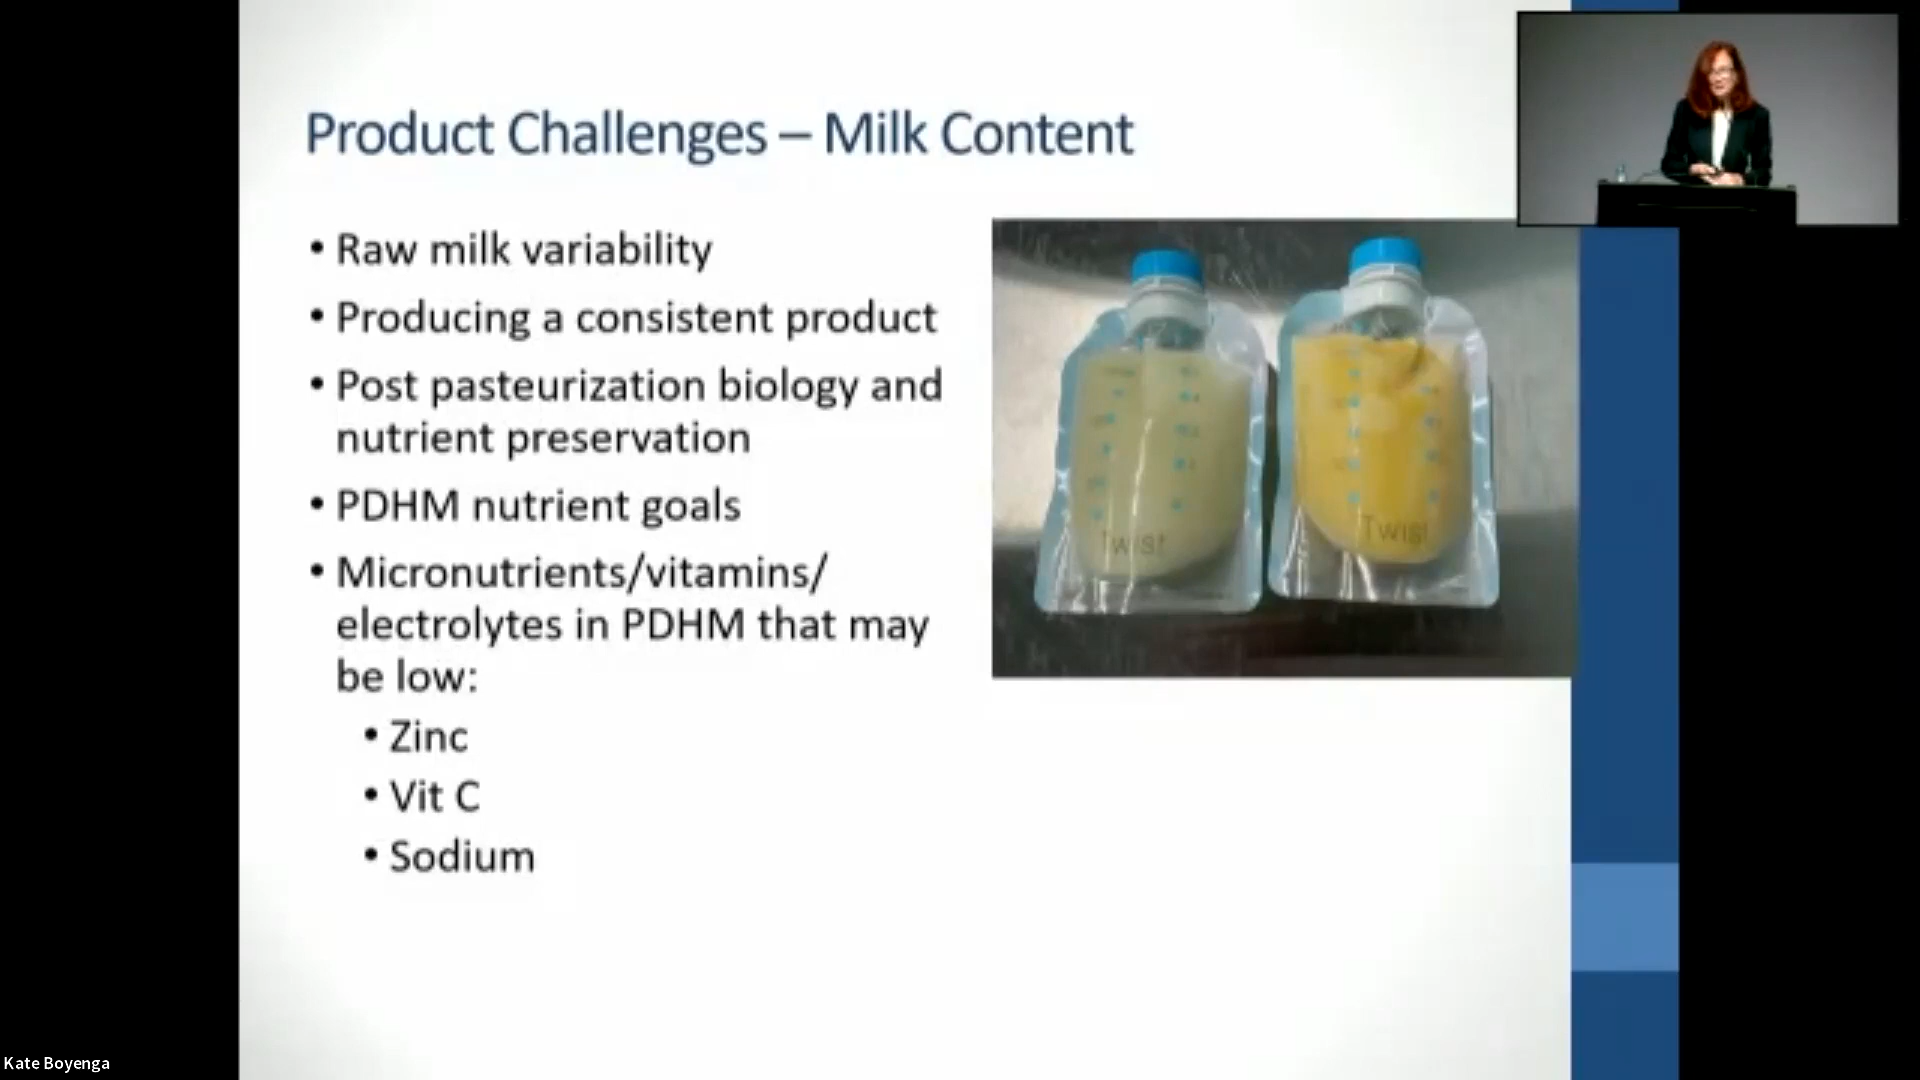 Product Challenges – Milk Content
• Raw milk variability
• Producing a consistent product
• Post pasteurization biology and
nutrient preservation
• PDHM nutrient goals
• Micronutrients/vitamins/
electrolytes in PDHM that may
be low:
• Zinc
• Vit C
• Sodium
Twist
Twist
Kate Boyenga